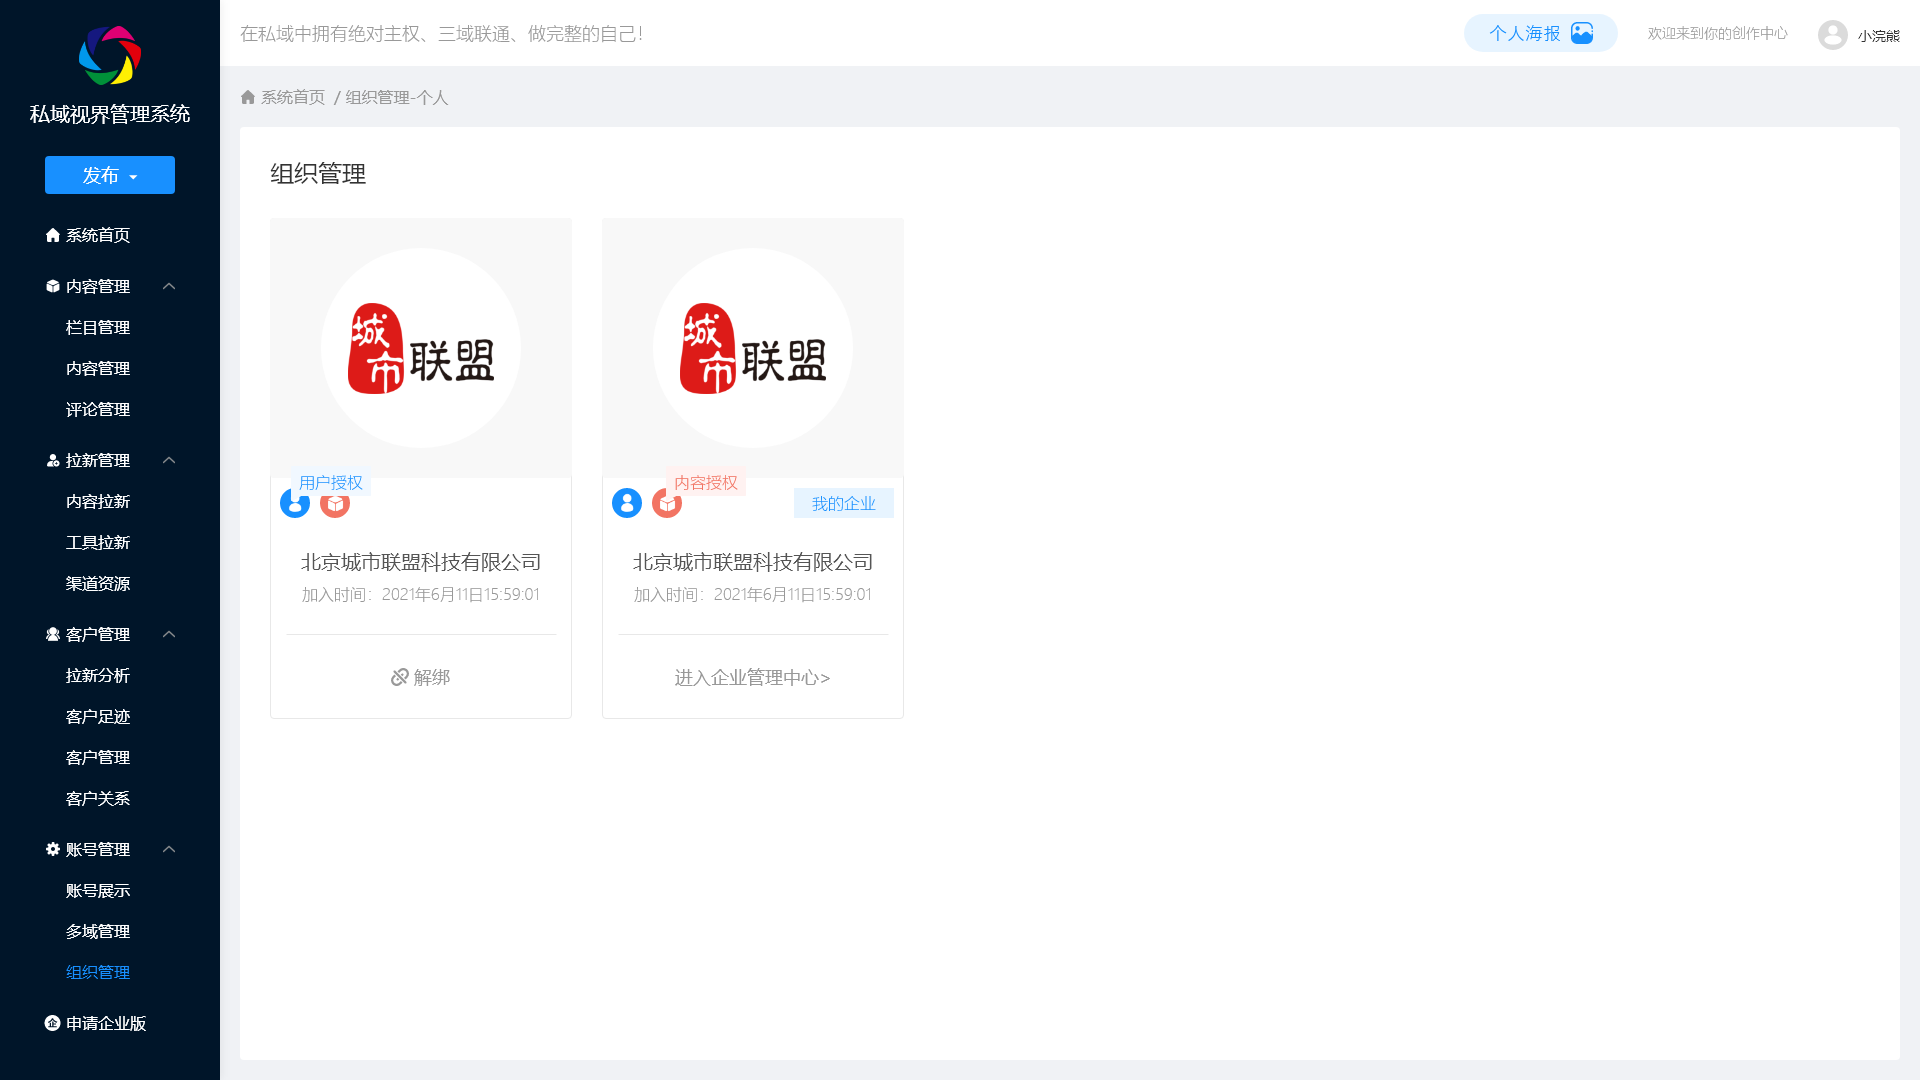 私域视界管理系统
发布
系统首页
内容管理
栏目管理
内容管理
评论管理
拉新管理
内容拉新
工具拉新
渠道资源
客户管理
拉新分析
客户足迹
客户管理
客户关系
账号管理
账号展示
多域管理
组织管理
企 申请企业版
在私域中拥有绝对主权、三域联通、做完整的自己!
个人海报
欢迎来到你的创作中心
小浣熊
系统首页 / 组织管理-个人
组织管理
城市联盟
用户授权
北京城市联盟科技有限公司
加入时间：2021年6月11日15:59:01
解绑
城市联盟
内容授权
我的企业
北京城市联盟科技有限公司
加入时间：2021年6月11日15:59:01
进入企业管理中心>